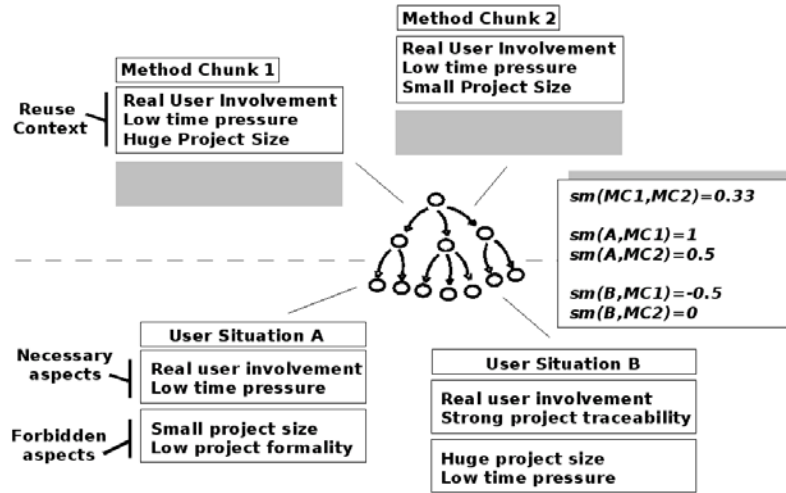 Method Chunk 2
Real User Involvement
Low time pressure
Small Project Size
Method Chunk 1
Reuse
Context
Real User Involvement
Low time pressure
Huge Project Size
sm(MC1,MC2)=0.33
sm(A,MC1)=1
sm(A,MC2)=0.5
sm(B,MC1)=-0.5
sm(B,MC2)=0
User Situation A
Necessary
aspects
Real user involvement
Low time pressure
Forbidden
aspects
Small project size
Low project formality
User Situation B
Real user involvement
Strong project traceability
Huge project size
Low time pressure